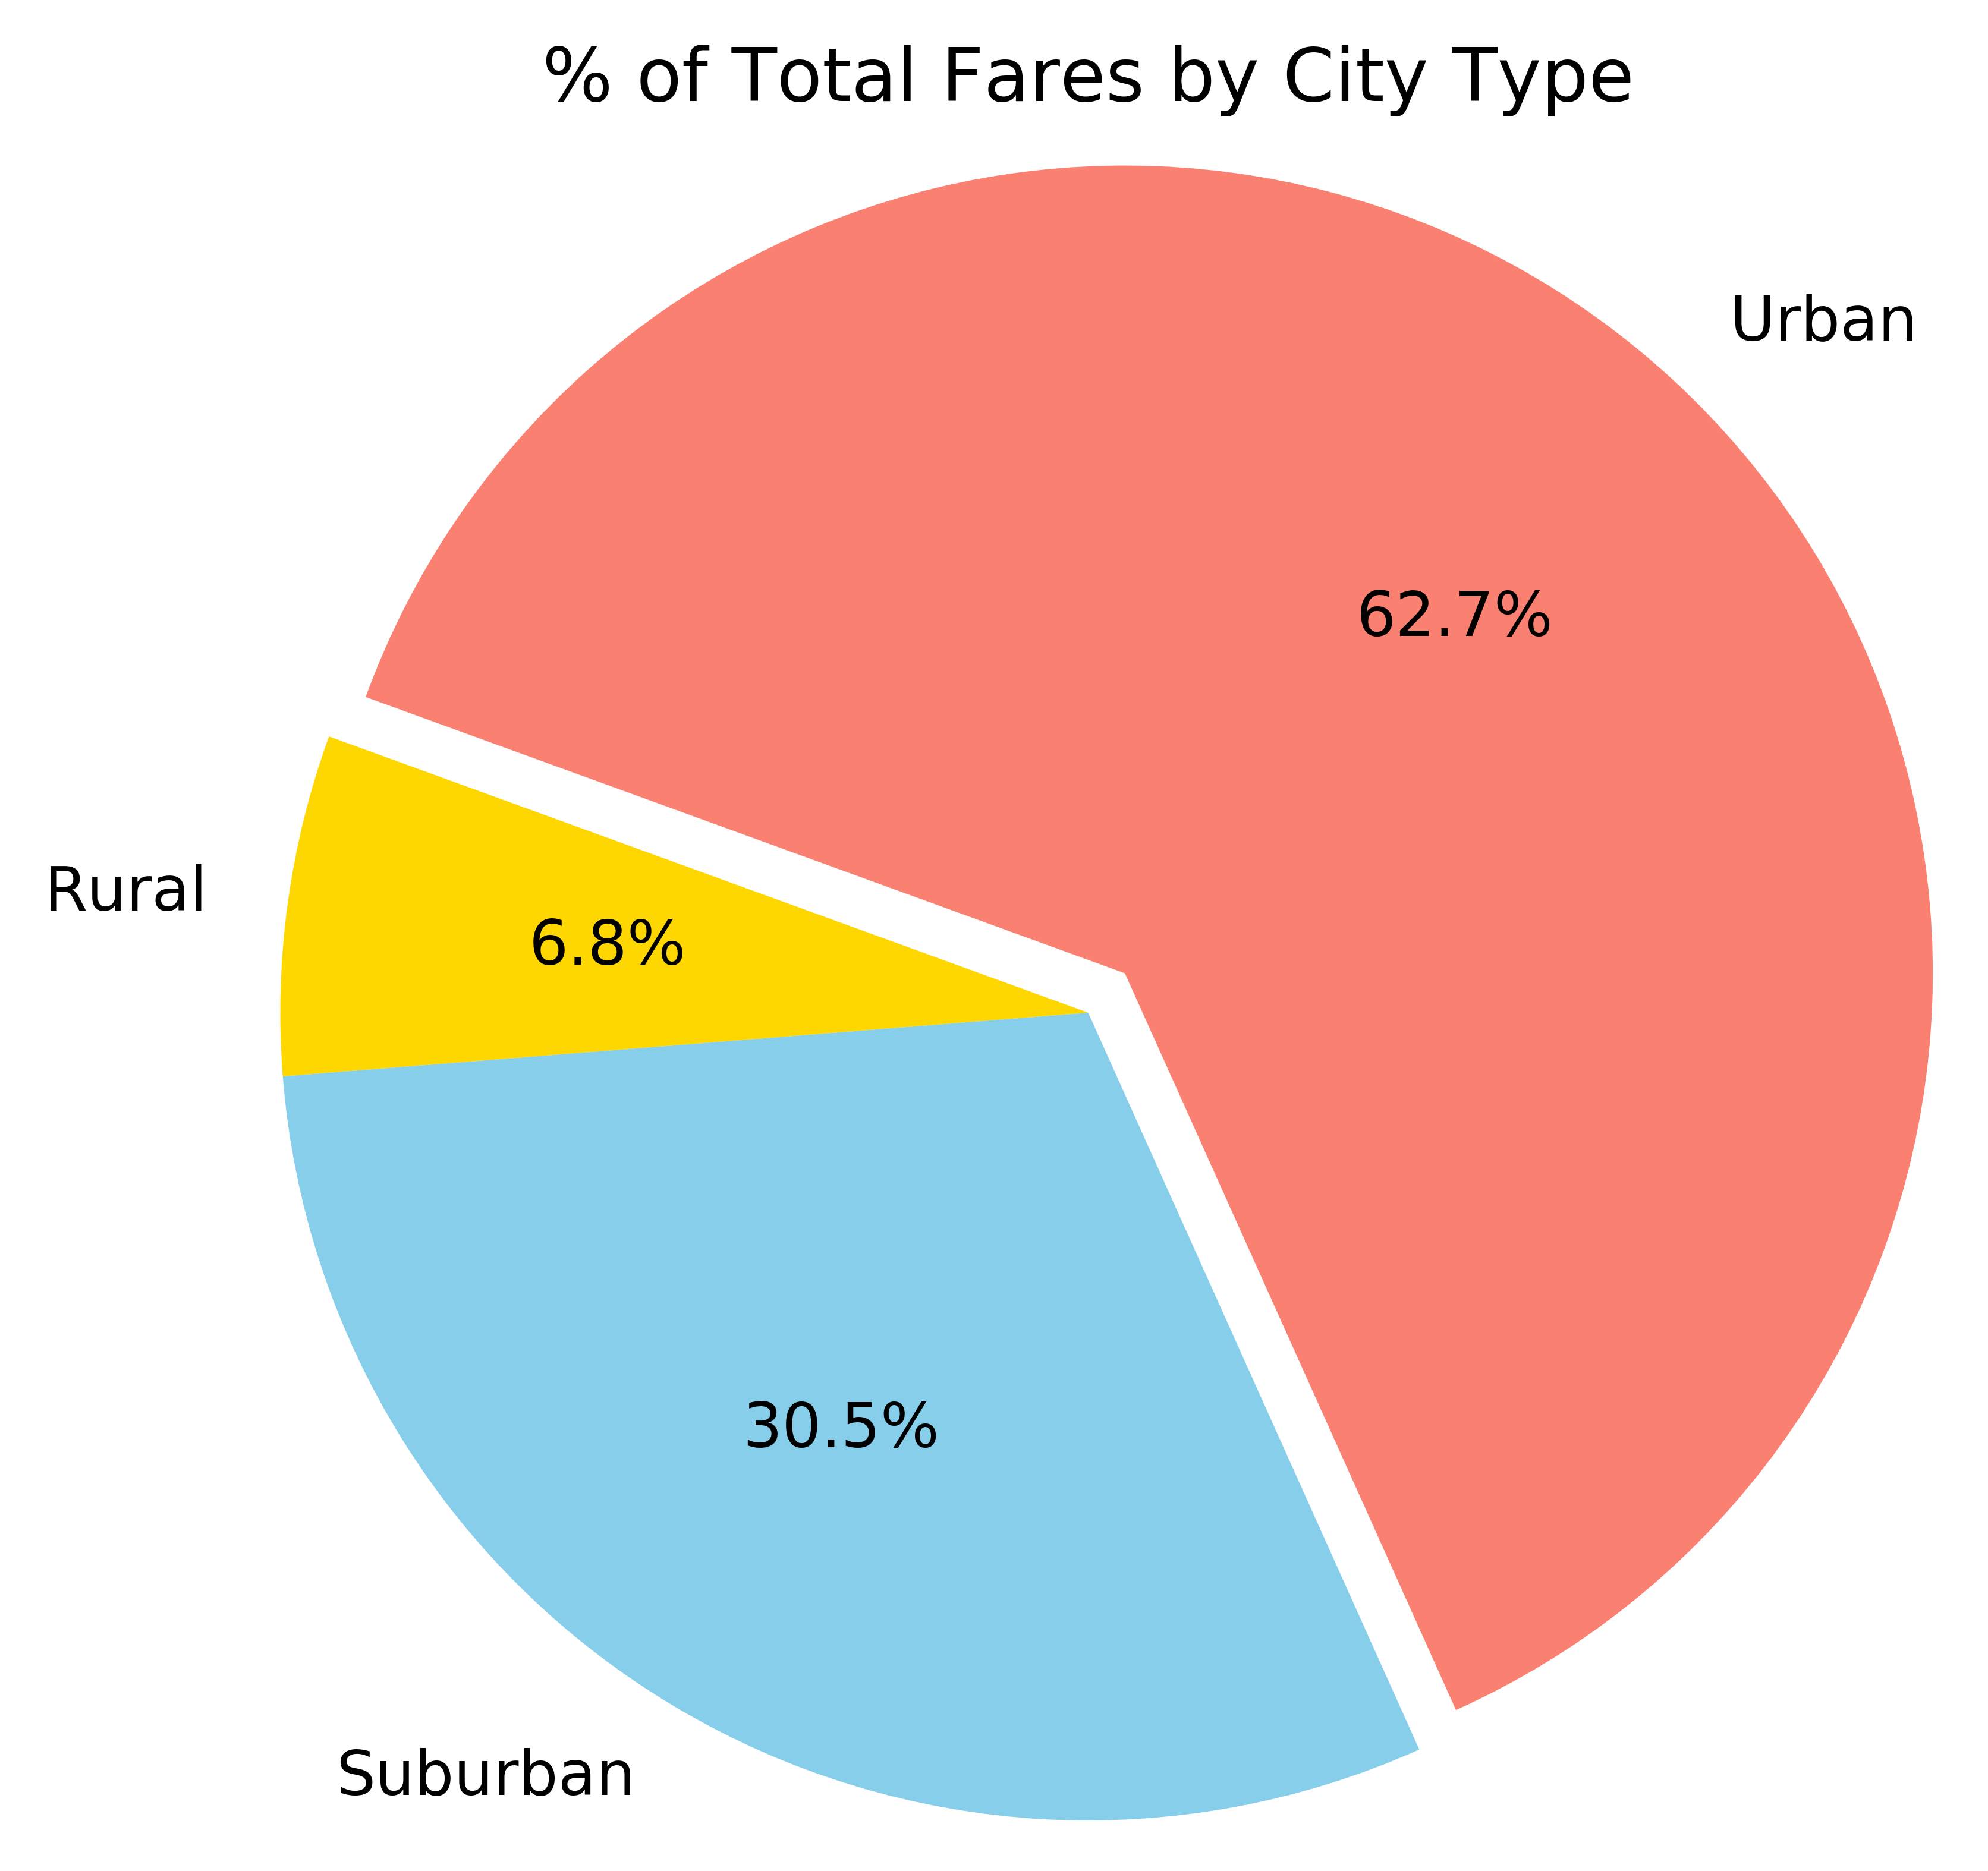 % of Total Fares by City Type
Urban
62.7%
Rural
6.8%
30.5%
Suburban